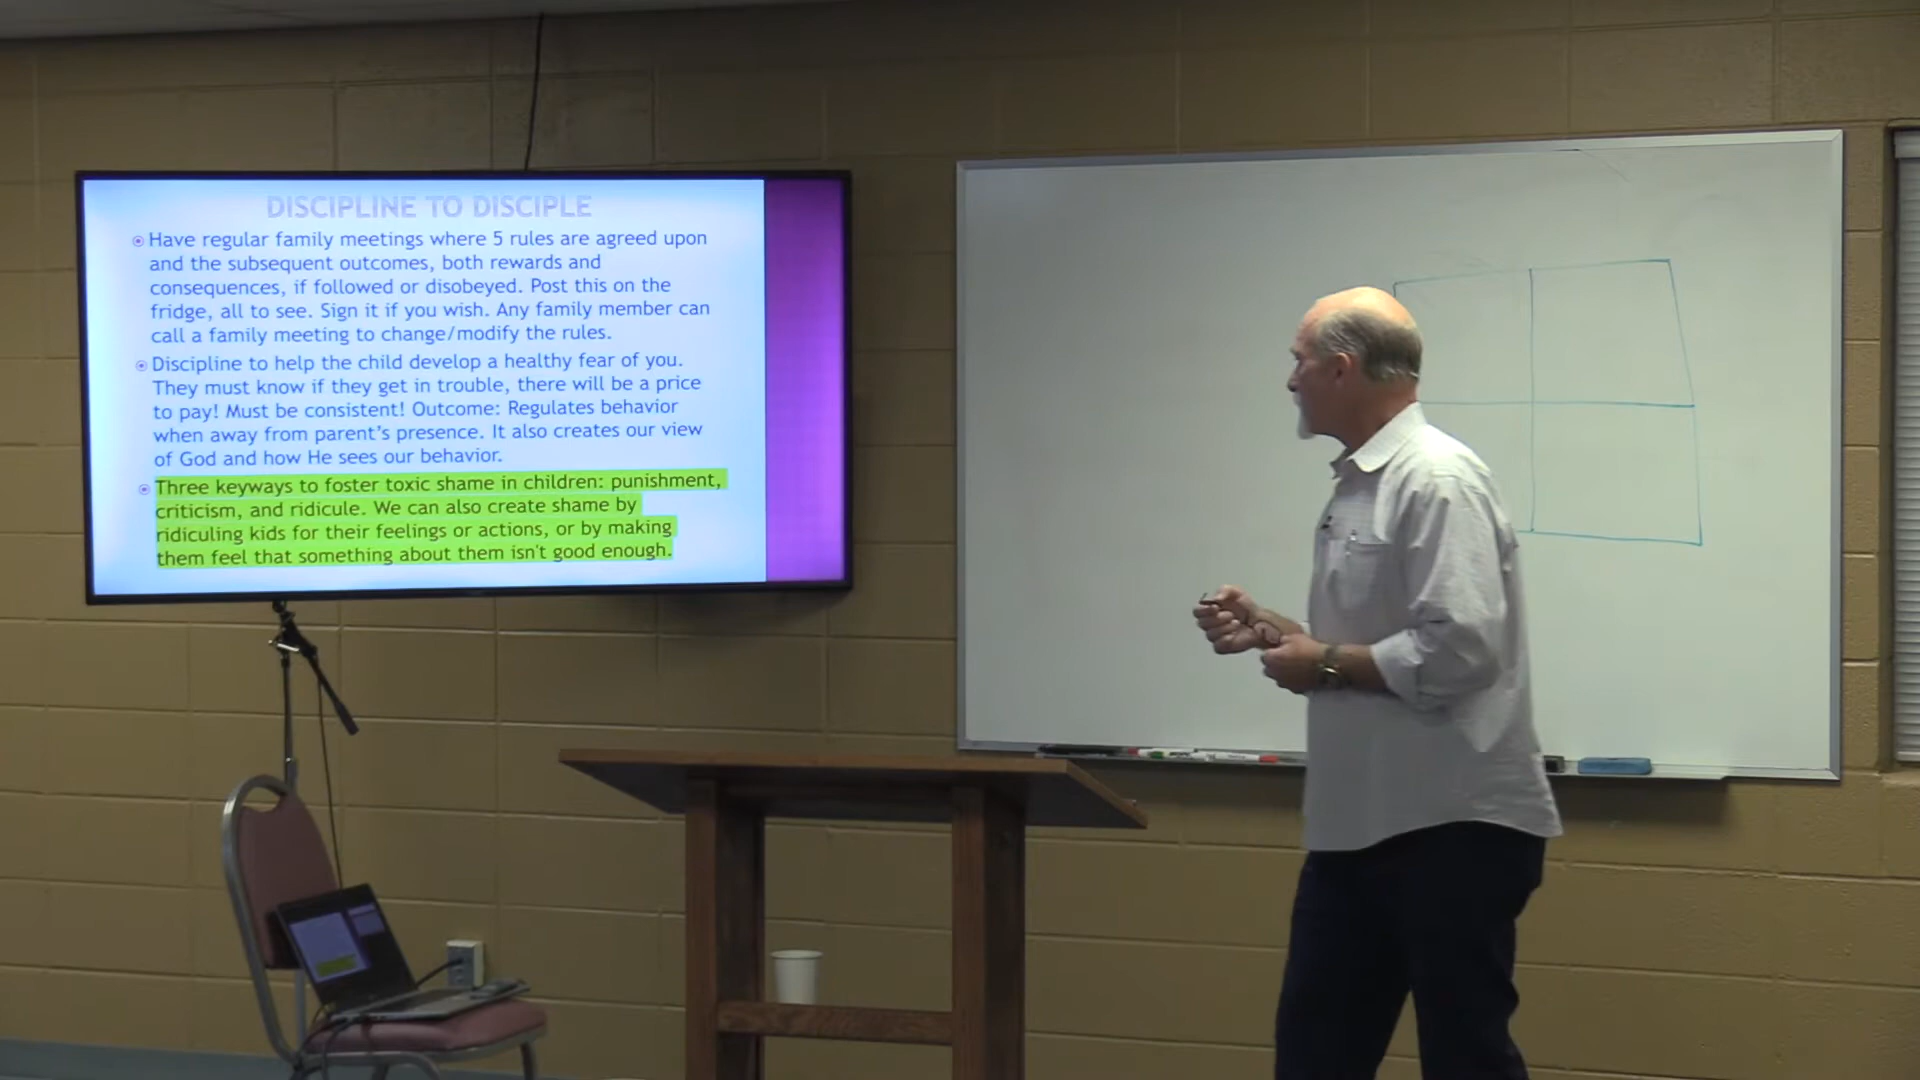 DISCIPLINE TO DISCIPLE
Have regular family meetings where 5 rules are agreed upon
and the subsequent outcomes, both rewards and
consequences, if followed or disobeyed. Post this on the
fridge, all to see. Sign it if you wish. Any family member can
call a family meeting to change/modify the rules.
Discipline to help the child develop a healthy fear of you.
They must know if they get in trouble, there will be a price
to pay! Must be consistent! Outcome: Regulates behavior
when away from parent's presence. It also creates our view
of God and how He sees our behavior.
Three keyways to foster toxic shame in children: punishment,
criticism, and ridicule. We can also create shame by
ridiculing kids for their feelings or actions, or by making
them feel that something about them isn't good enough.